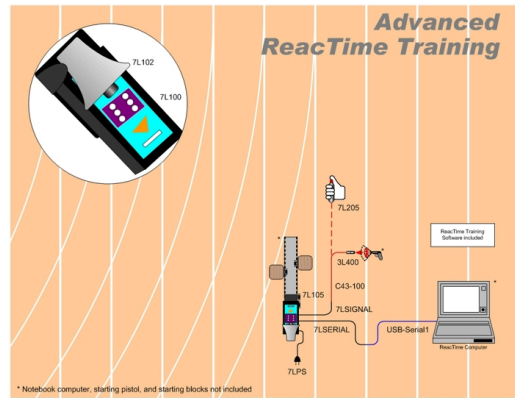 Advanced
ReacTime Training
7L102
7L100
7L205
ReacTime Training
Software included
*
*
3L400
*
C43-100
7L105
7LSIGNAL
7LSERIAL
USB-Serial1
ReacTime Computer
7LPS
* Notebook computer, starting pistol, and starting blocks not included